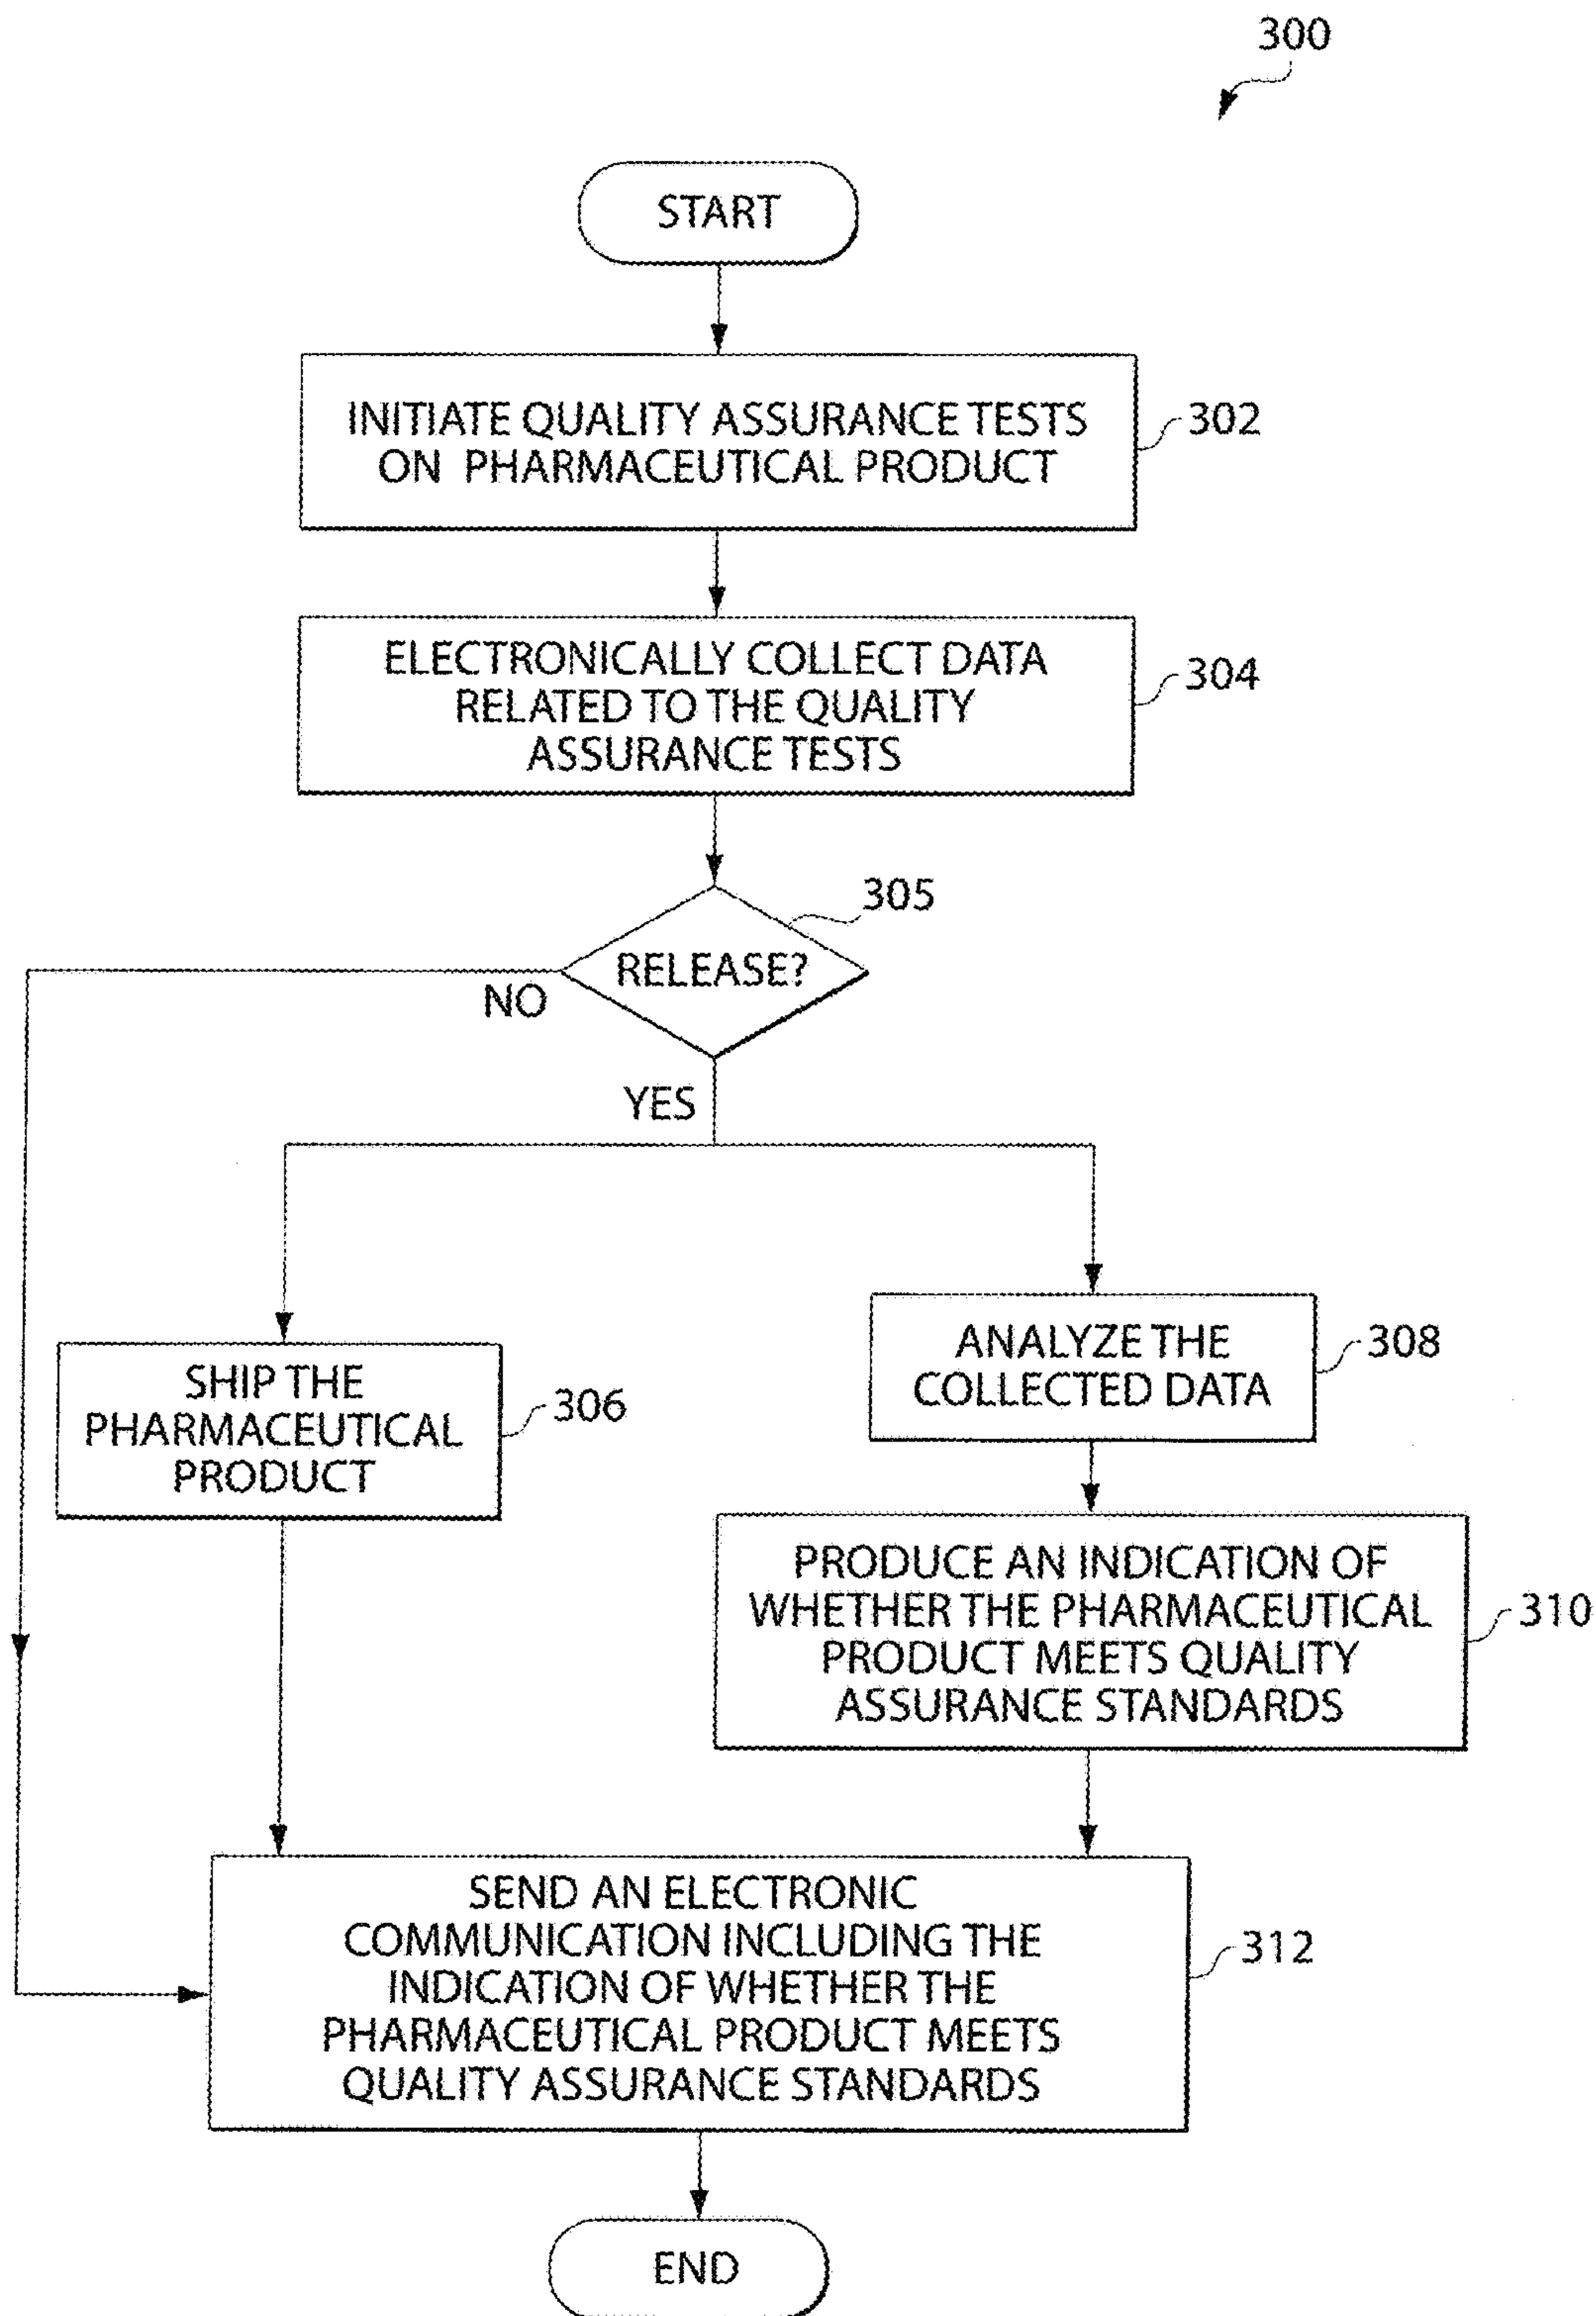 300
START
INITIATE QUALITY ASSURANCE TESTS
ON PHARMACEUTICAL PRODUCT
302
ELECTRONICALLY COLLECT DATA
RELATED TO THE QUALITY
ASSURANCE TESTS
304
305
RELEASE?
NO
YES
SHIP THE
PHARMACEUTICAL
PRODUCT
306
ANALYZE THE
COLLECTED DATA
308
PRODUCE AN INDICATION OF
WHETHER THE PHARMACEUTICAL
PRODUCT MEETS QUALITY
ASSURANCE STANDARDS
310
SEND AN ELECTRONIC
COMMUNICATION INCLUDING THE
INDICATION OF WHETHER THE
PHARMACEUTICAL PRODUCT MEETS
QUALITY ASSURANCE STANDARDS
312
END